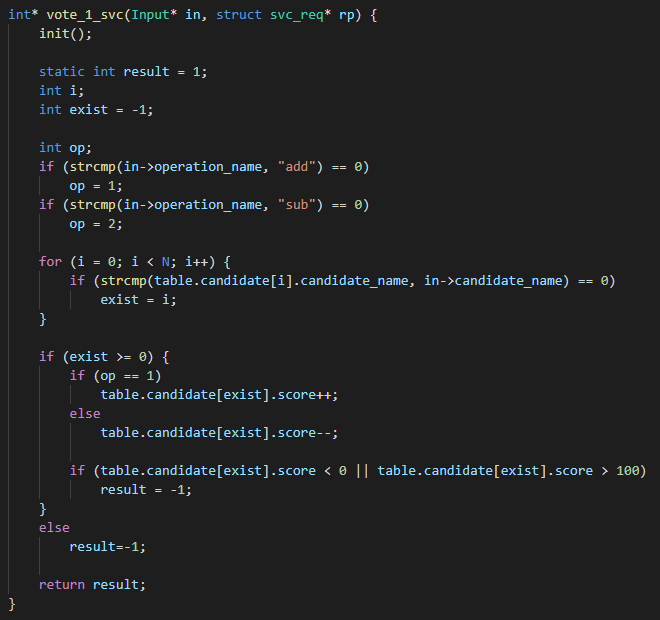 int* vote_1_svc(Input* in, struct svc_req* rp) {
    init();

    static int result = 1;
    int i;
    int exist = -1;

    int op;
    if (strcmp(in->operation_name, "add") == 0)
        op = 1;
    if (strcmp(in->operation_name, "sub") == 0)
        op = 2;

    for (i = 0; i < N; i++) {
        if (strcmp(table.candidate[i].candidate_name, in->candidate_name) == 0)
            exist = i;
    }

    if (exist >= 0) {
        if (op == 1)
            table.candidate[exist].score++;
        else
            table.candidate[exist].score--;

        if (table.candidate[exist].score < 0 || table.candidate[exist].score > 100)
            result = -1;
    }
    else
        result=-1;

    return result;
}